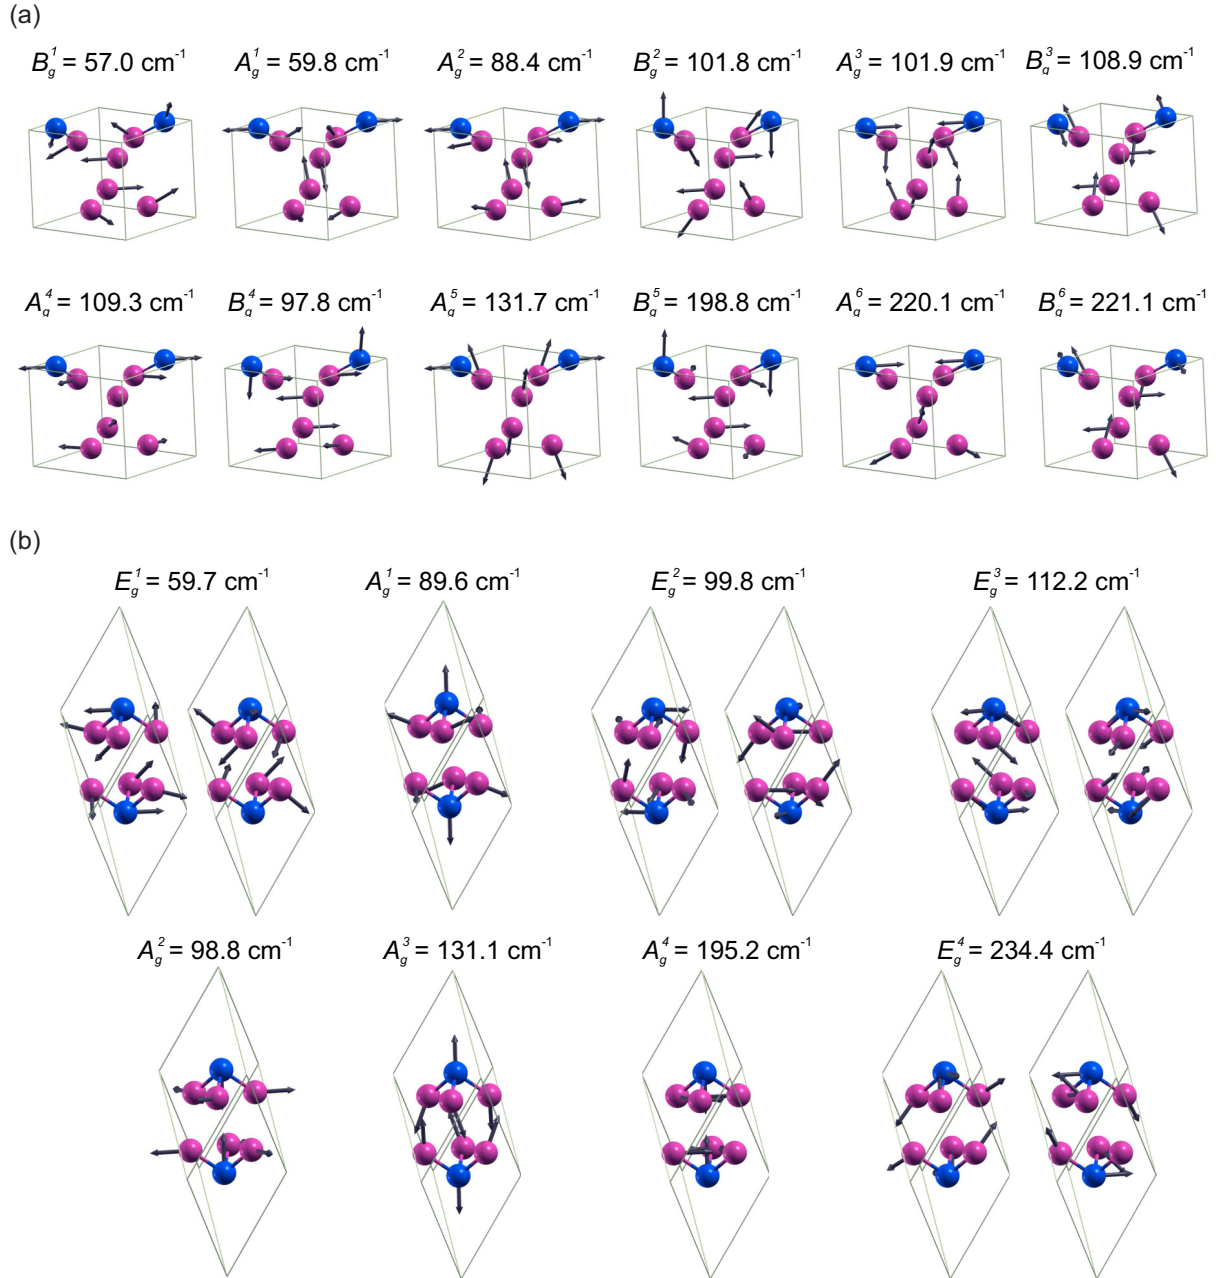 (a)
B_g^1 = 57.0 cm^-1 A_g^1 = 59.8 cm^-1 A_g^2 = 88.4 cm^-1 B_g^2 = 101.8 cm^-1 A_g^3 = 101.9 cm^-1 B_g^3 = 108.9 cm^-1
A_g^4 = 109.3 cm^-1 B_g^4 = 97.8 cm^-1 A_g^5 = 131.7 cm^-1 B_g^5 = 198.8 cm^-1 A_g^6 = 220.1 cm^-1 B_g^6 = 221.1 cm^-1
(b)
E_g^1 = 59.7 cm^-1 A_g^1 = 89.6 cm^-1 E_g^2 = 99.8 cm^-1 E_g^3 = 112.2 cm^-1
A_g^2 = 98.8 cm^-1 A_g^3 = 131.1 cm^-1 A_g^4 = 195.2 cm^-1 E_g^4 = 234.4 cm^-1